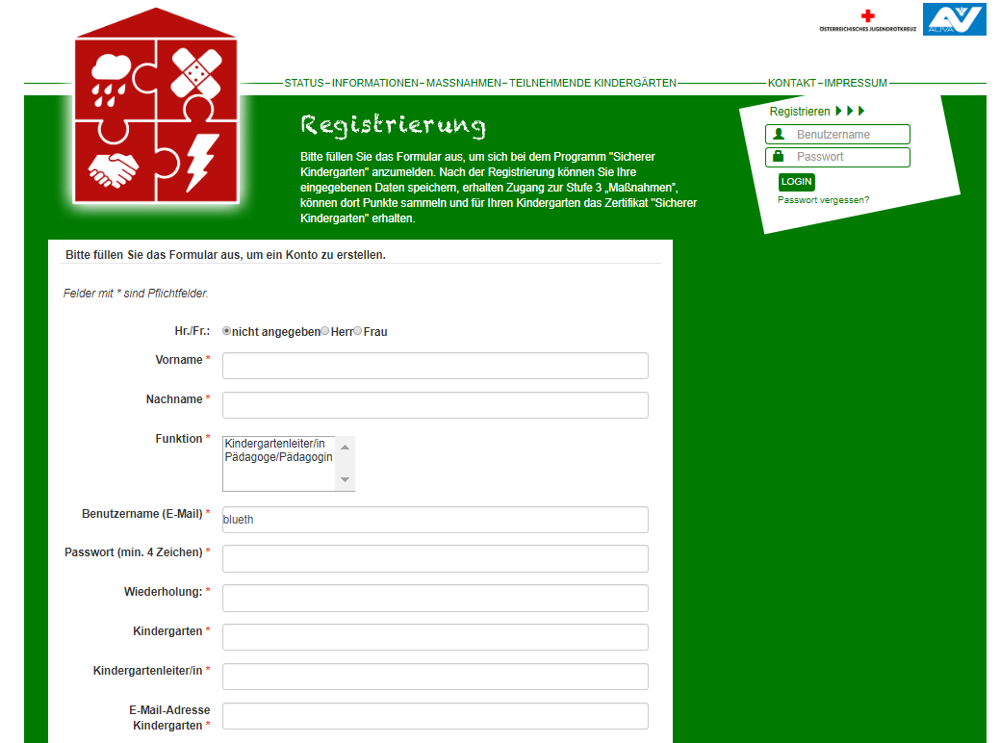 ÖSTERREICHISCHES JUGENDROTKREUZ
AUVA
STATUS–INFORMATIONEN–MASSNAHMEN–TEILNEHMENDE KINDERGÄRTEN
KONTAKT–IMPRESSUM
Registrierung
Bitte füllen Sie das Formular aus, um sich bei dem Programm "Sicherer
Kindergarten" anzumelden. Nach der Registrierung können Sie Ihre
eingegebenen Daten speichern, erhalten Zugang zur Stufe 3 „Maßnahmen",
können dort Punkte sammeln und für Ihren Kindergarten das Zertifikat "Sicherer
Kindergarten" erhalten.
Registrieren
Benutzername
Passwort
LOGIN
Passwort vergessen?
Bitte füllen Sie das Formular aus, um ein Konto zu erstellen.
Felder mit * sind Pflichtfelder.
Hr./Fr.: nicht angegeben Herr Frau
Vorname *
Nachname *
Funktion *
Kindergartenleiter/in
Pädagoge/Pädagogin
Benutzername (E-Mail) * blueth
Passwort (min. 4 Zeichen) *
Wiederholung: *
Kindergarten *
Kindergartenleiter/in *
E-Mail-Adresse
Kindergarten *